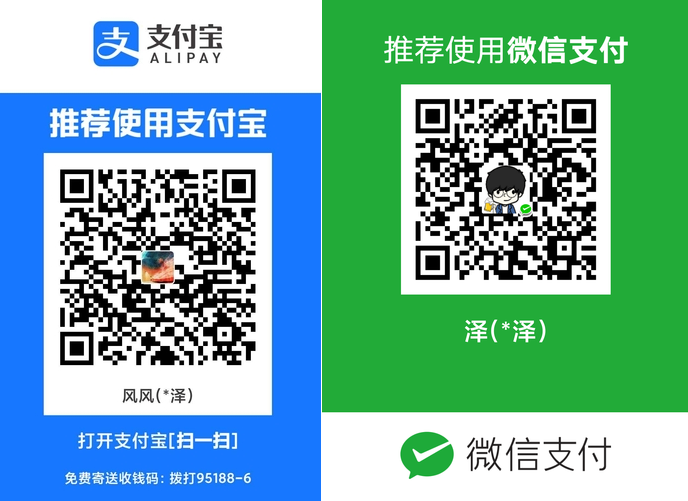 支付宝
ALIPAY
推荐使用支付宝
风风(*泽)
打开支付宝[扫一扫]
免费寄送收钱码：拨打95188-6
推荐使用微信支付
泽(*泽)
微信支付